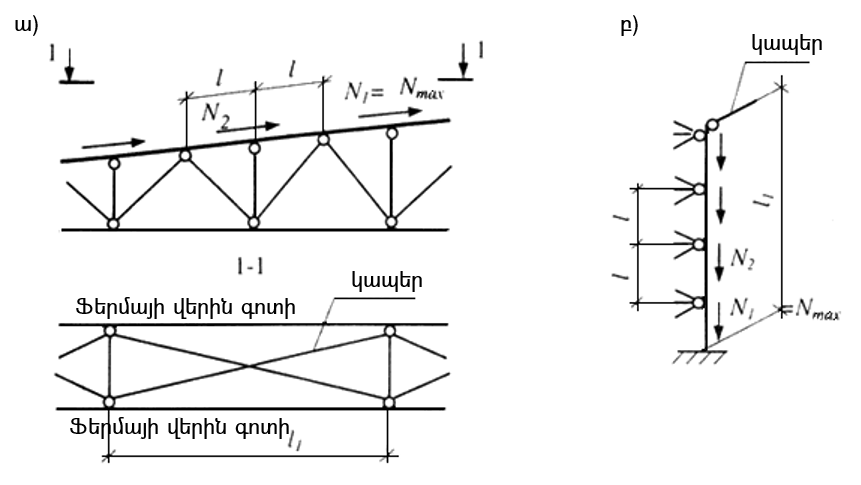 ա)
1
1
l
l
N1= Nmax
N2
1-1
կապեր
Ֆերմայի վերին գոտի
Ֆերմայի վերին գոտի
l1
բ)
կապեր
l
l
l1
N2
N1
=Nmax